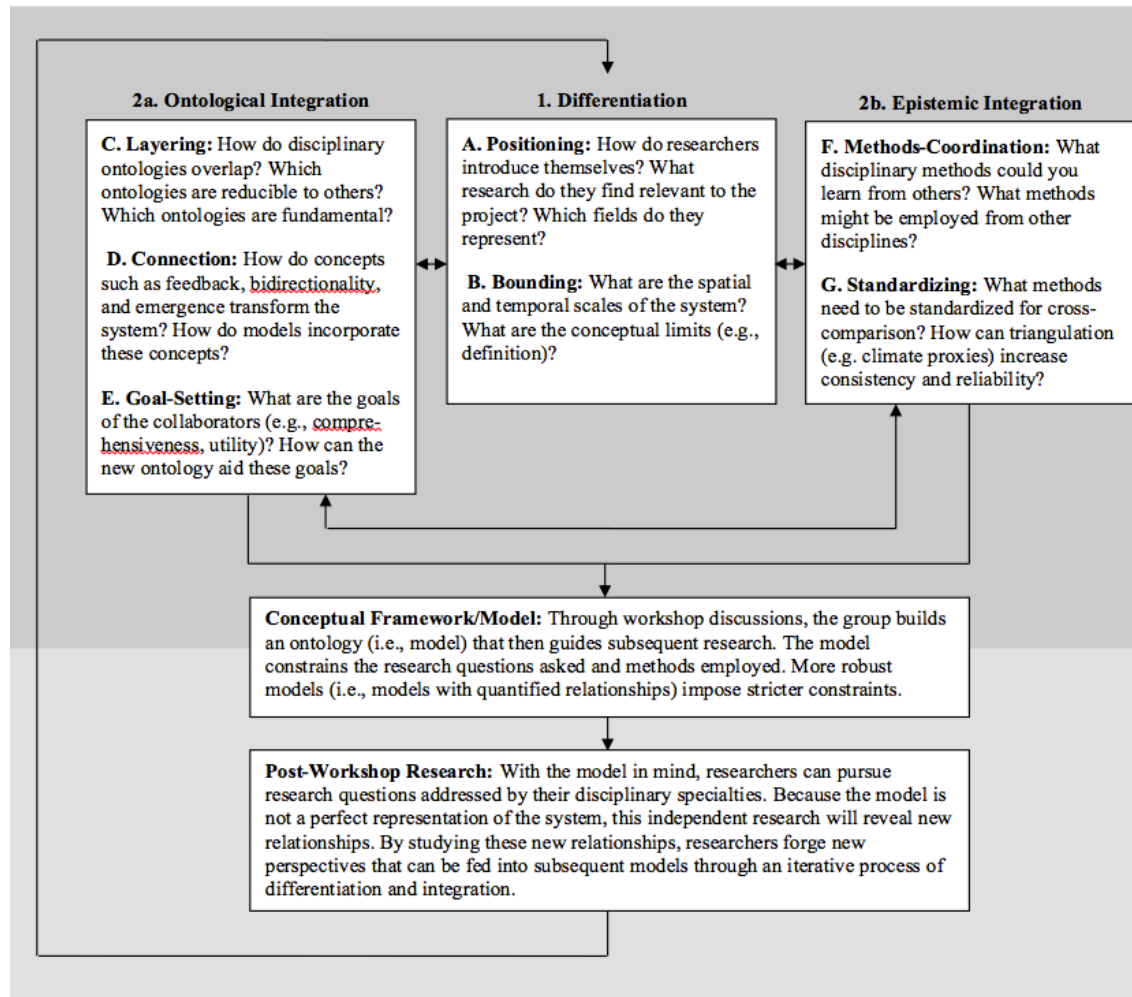 2a. Ontological Integration
C. Layering: How do disciplinary
ontologies overlap? Which
ontologies are reducible to others?
Which ontologies are fundamental?
D. Connection: How do concepts
such as feedback, bidirectionality,
and emergence transform the
system? How do models incorporate
these concepts?
E. Goal-Setting: What are the goals
of the collaborators (e.g., compre-
hensiveness, utility)? How can the
new ontology aid these goals?
1. Differentiation
A. Positioning: How do researchers
introduce themselves? What
research do they find relevant to the
project? Which fields do they
represent?
B. Bounding: What are the spatial
and temporal scales of the system?
What are the conceptual limits (e.g.,
definition)?
2b. Epistemic Integration
F. Methods-Coordination: What
disciplinary methods could you
learn from others? What methods
might be employed from other
disciplines?
G. Standardizing: What methods
need to be standardized for cross-
comparison? How can triangulation
(e.g. climate proxies) increase
consistency and reliability?
Conceptual Framework/Model: Through workshop discussions, the group builds
an ontology (i.e., model) that then guides subsequent research. The model
constrains the research questions asked and methods employed. More robust
models (i.e., models with quantified relationships) impose stricter constraints.
Post-Workshop Research: With the model in mind, researchers can pursue
research questions addressed by their disciplinary specialties. Because the model is
not a perfect representation of the system, this independent research will reveal new
relationships. By studying these new relationships, researchers forge new
perspectives that can be fed into subsequent models through an iterative process of
differentiation and integration.